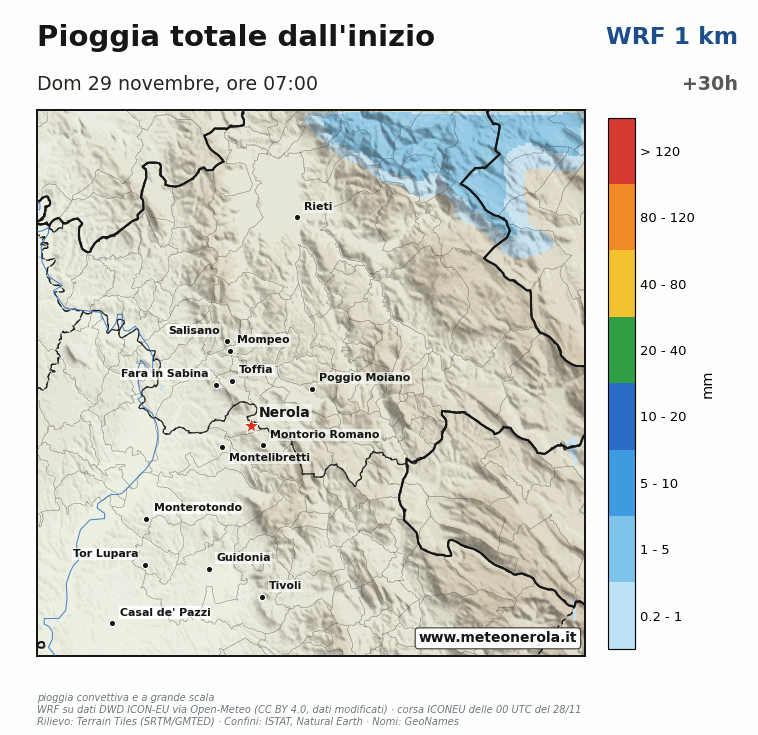 Pioggia totale dall'inizio
WRF 1 km
Dom 29 novembre, ore 07:00
+30h
Rieti
Salisano
Mompeo
Fara in Sabina
Toffia
Poggio Moiano
Nerola
Montorio Romano
Montelibretti
Monterotondo
Tor Lupara
Guidonia
Tivoli
Casal de' Pazzi
www.meteonerola.it
> 120
80 - 120
40 - 80
20 - 40
10 - 20
5 - 10
1 - 5
0.2 - 1
mm
pioggia convettiva e a grande scala
WRF su dati DWD ICON-EU via Open-Meteo (CC BY 4.0, dati modificati) · corsa ICONEU delle 00 UTC del 28/11
Rilievo: Terrain Tiles (SRTM/GMTED) · Confini: ISTAT, Natural Earth · Nomi: GeoNames